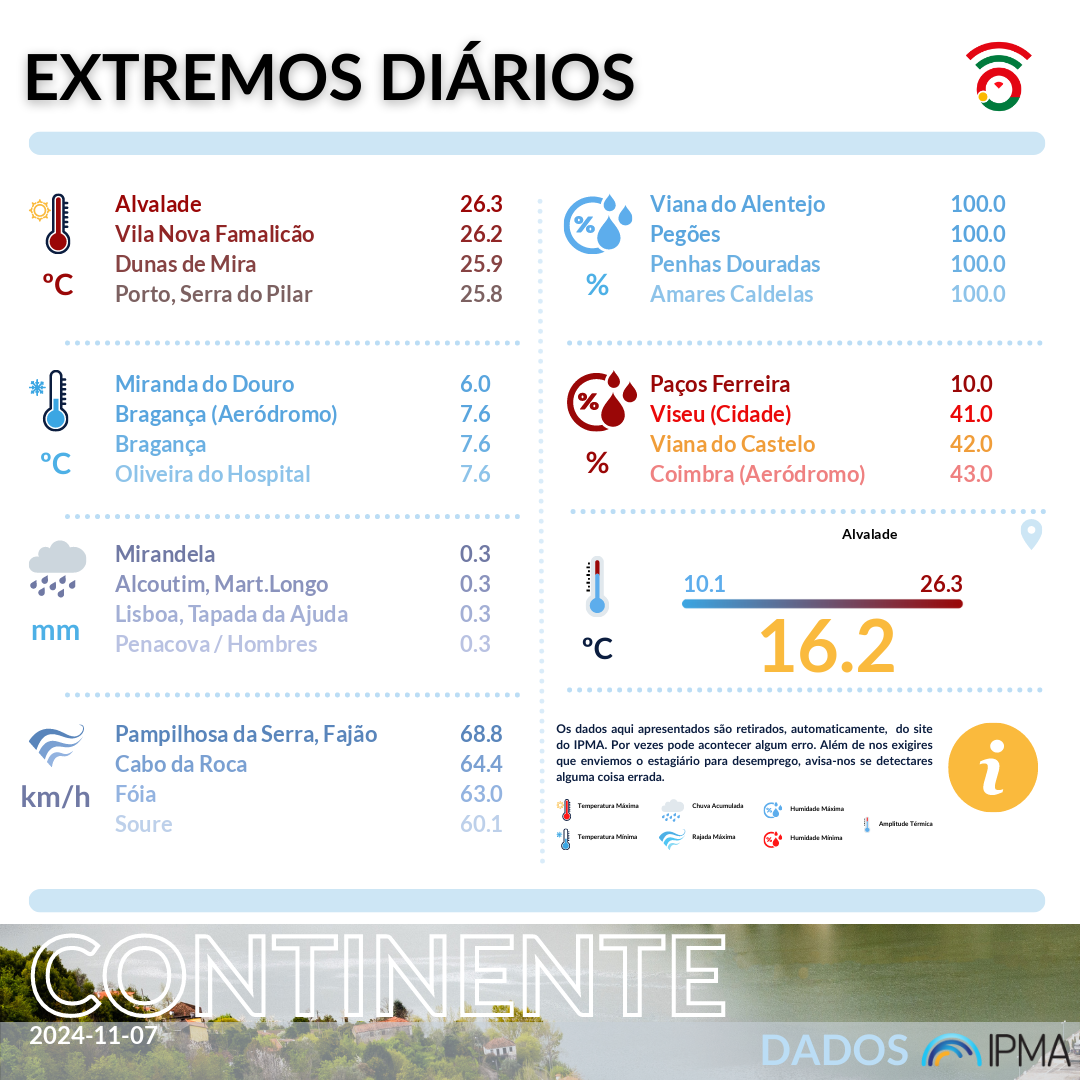 EXTREMOS DIÁRIOS
°C
Alvalade 26.3
Vila Nova Famalicão 26.2
Dunas de Mira 25.9
Porto, Serra do Pilar 25.8
°C
Miranda do Douro 6.0
Bragança (Aeródromo) 7.6
Bragança 7.6
Oliveira do Hospital 7.6
mm
Mirandela 0.3
Alcoutim, Mart.Longo 0.3
Lisboa, Tapada da Ajuda 0.3
Penacova / Hombres 0.3
km/h
Pampilhosa da Serra, Fajão 68.8
Cabo da Roca 64.4
Fóia 63.0
Soure 60.1
%
%
Viana do Alentejo 100.0
Pegões 100.0
Penhas Douradas 100.0
Amares Caldelas 100.0
%
%
Paços Ferreira 10.0
Viseu (Cidade) 41.0
Viana do Castelo 42.0
Coimbra (Aeródromo) 43.0
Alvalade
10.1 26.3
°C
16.2
Os dados aqui apresentados são retirados, automaticamente, do site
do IPMA. Por vezes pode acontecer algum erro. Além de nos exigires
que enviemos o estagiário para desemprego, avisa-nos se detectares
alguma coisa errada.
i
Temperatura Máxima Chuva Acumulada Humidade Máxima
Amplitude Térmica
Temperatura Mínima Rajada Máxima Humidade Mínima
CONTINENTE
2024-11-07
DADOS IPMA